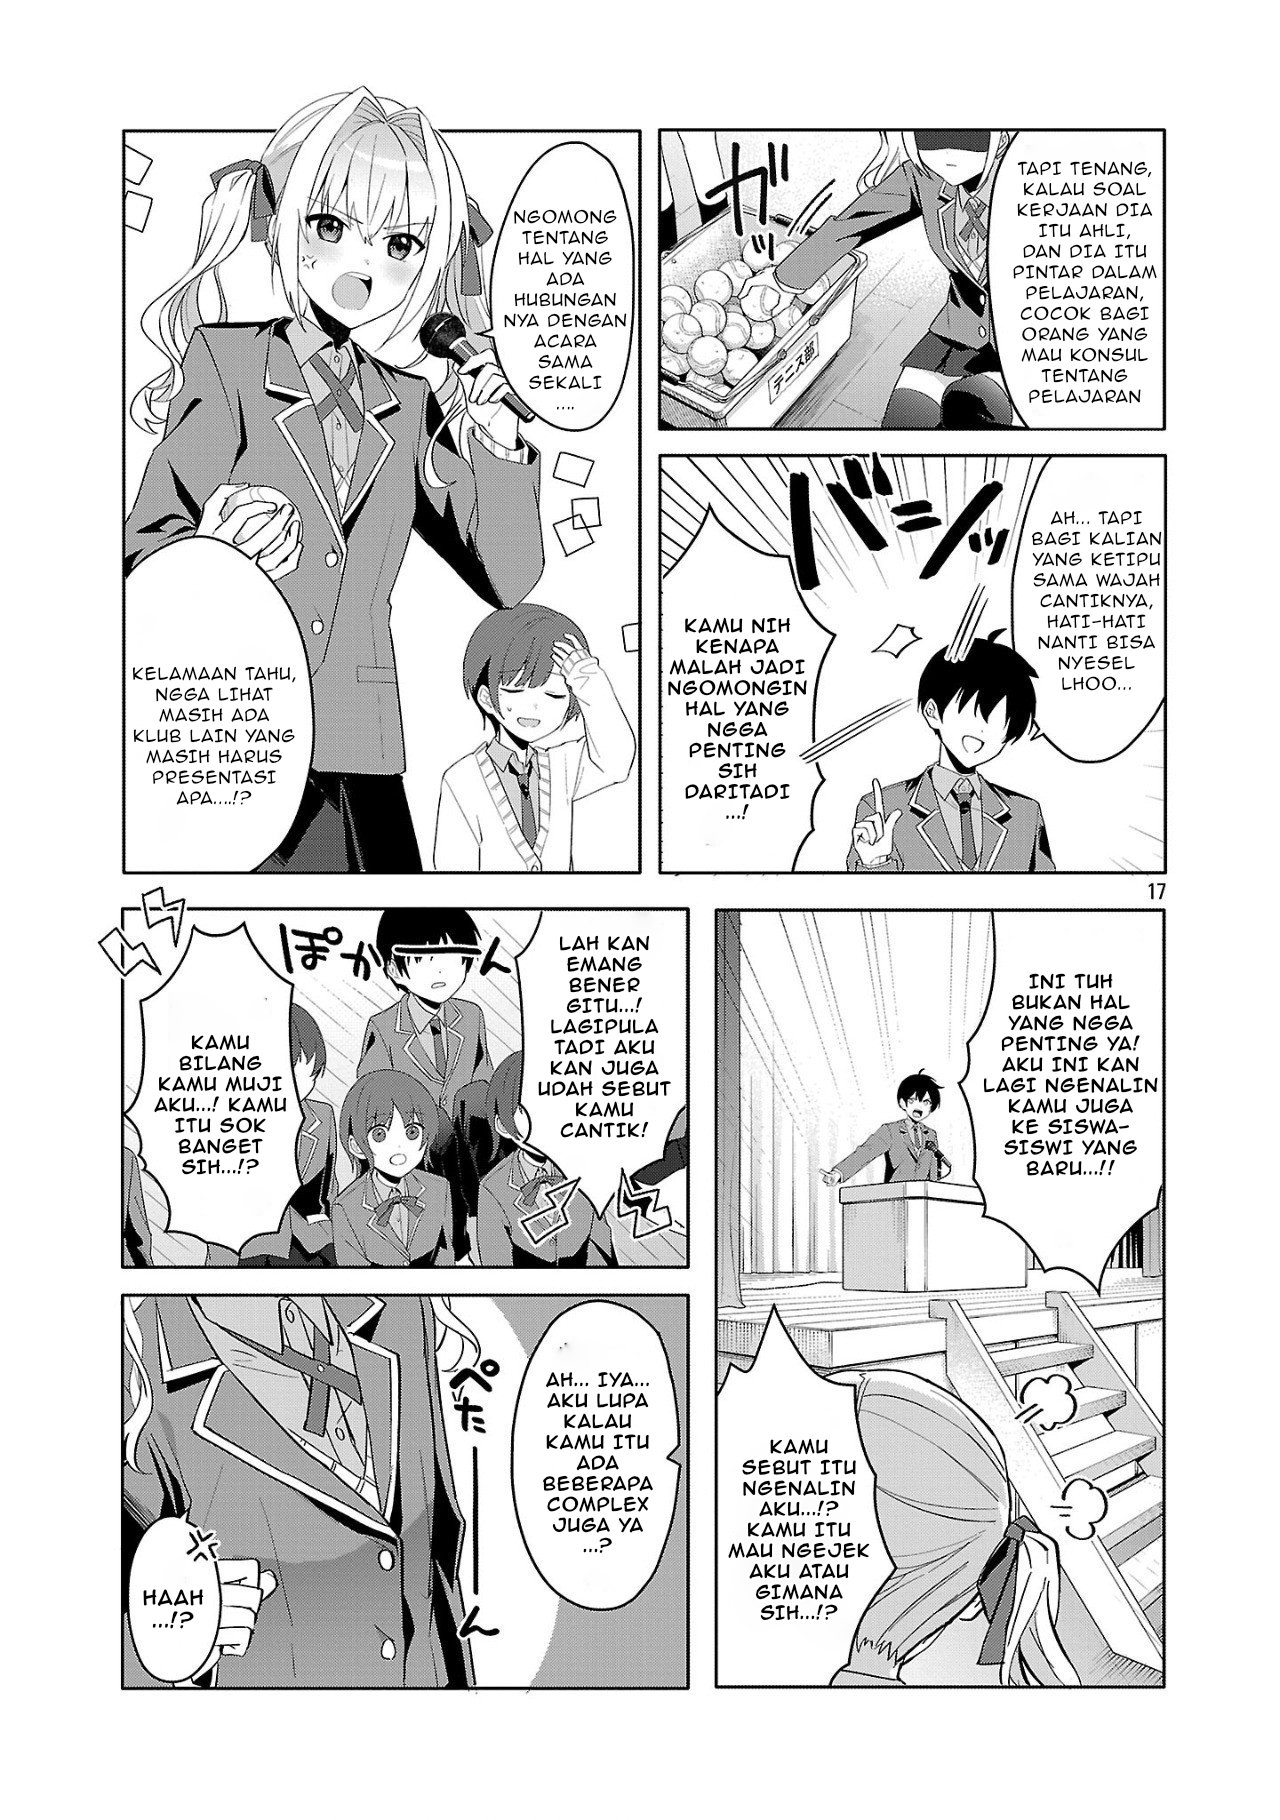 TAPI TENANG,
KALAU SOAL
KERJAAN DIA
ITU AHLI,
DAN DIA ITU
PINTAR DALAM
PELAJARAN,
COCOK BAGI
ORANG YANG
MAU KONSUL
TENTANG
PELAJARAN
ガッ
テニス部
AH... TAPI
BAGI KALIAN
YANG KETIPU
SAMA WAJAH
CANTIKNYA,
HATI-HATI
NANTI BISA
NYESEL
LHOO...
KAMU NIH
KENAPA
MALAH JADI
NGOMONGIN
HAL YANG
NGGA
PENTING
SIH
DARITADI
...!
NGOMONG
TENTANG
HAL YANG
ADA
HUBUNGAN
NYA DENGAN
ACARA
SAMA
SEKALI
....
KELAMAAN TAHU,
NGGA LIHAT
MASIH ADA
KLUB LAIN YANG
MASIH HARUS
PRESENTASI
APA....!?
17
INI TUH
BUKAN HAL
YANG NGGA
PENTING YA!
AKU INI KAN
LAGI NGENALIN
KAMU JUGA
KE SISWA-
SISWI YANG
BARU...!!
KAMU
SEBUT ITU
NGENALIN
AKU...!?
KAMU ITU
MAU NGEJEK
AKU ATAU
GIMANA
SIH...!?
LAH KAN
EMANG
BENER
GITU...!
LAGIPULA
TADI AKU
KAN JUGA
UDAH SEBUT
KAMU
CANTIK!
ぽかーん
KAMU
BILANG
KAMU MUJI
AKU...! KAMU
ITU SOK
BANGET
SIH...!?
AH... IYA...
AKU LUPA
KALAU
KAMU ITU
ADA
BEBERAPA
COMPLEX
JUGA YA
...?
ぺたーん
HAAH
...!?